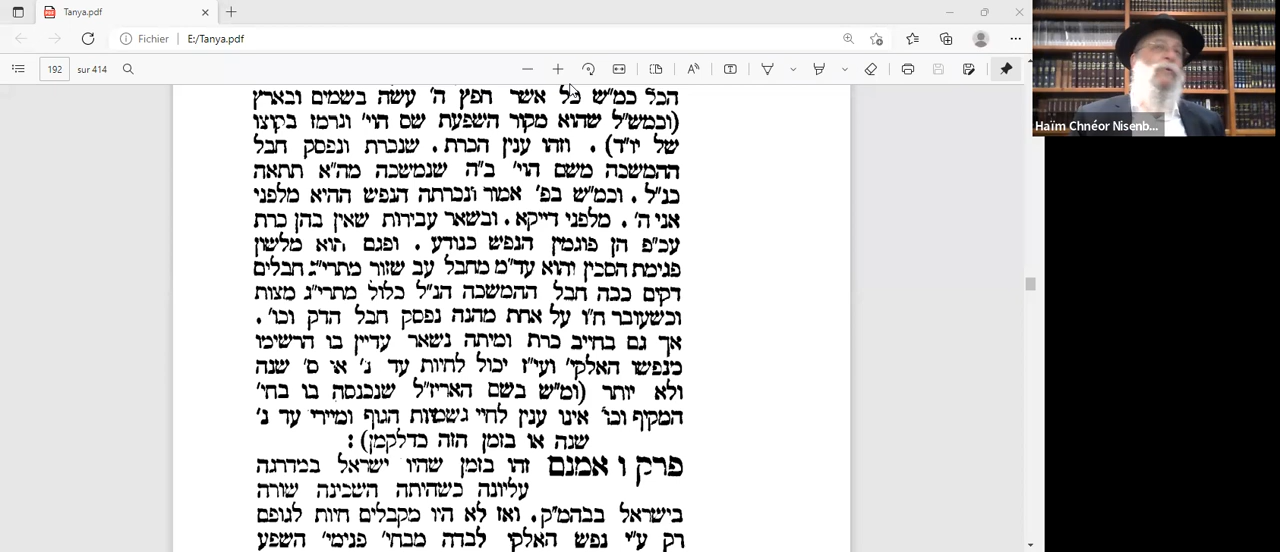 Tanya.pdf
Fichier E:/Tanya.pdf
192 sur 414
Haïm Chnéor Nisenb...
הכל כמ״ש כל אשר חפץ ה׳ עשה בשמים ובארץ
(וכמש״ל שהוא מקור השפעת שם הוי׳ ונרמז בקוצו
של יו״ד). וזהו ענין הכרת. שנכרת ונפסק חבל
ההמשכה משם הוי׳ ב״ה שנמשכה מה״א תתאה
כנ״ל. וכמ״ש בפ׳ אמור ונכרתה הנפש ההיא מלפני
אני ה׳. מלפני דייקא. ובשאר עבירות שאין בהן כרת
עכ״פ הן פוגמין הנפש כנודע. ופגם הוא מלשון
פגימת הסכין והוא עד״מ מחבל עב שזור מתרי״ג חבלים
דקים ככה חבל ההמשכה הנ״ל כלול מתרי״ג מצות
וכשעובר ח״ו על אחת מהנה נפסק חבל הדק וכו׳.
אך גם בחייב כרת ומיתה נשאר עדיין בו הרשימו
מנפשו האלקי׳ ועי״ז יכול לחיות עד נ׳ או ס׳ שנה
ולא יותר (ומ״ש בשם האריז״ל שנכנסה בו בחי׳
המקיף וכו׳ אינו ענין לחיי גשמיות הגוף ומיירי עד נ׳
שנה או בזמן הזה כדלקמן):
פרק ו אמנם זהו בזמן שהיו ישראל במדרגה
עליונה כשהיתה השכינה שורה
בישראל בבהמ״ק. ואז לא היו מקבלים חיות לגופם
רק ע״י נפש האלקי׳ לבדה מבחי׳ פנימי׳ השפע